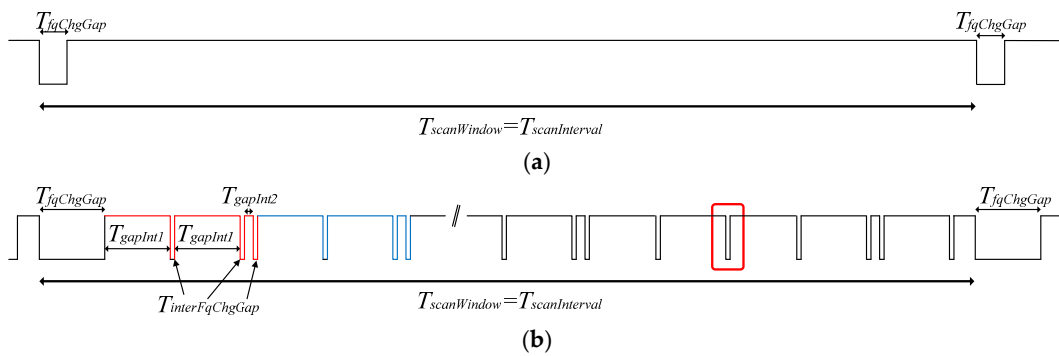 TfqChgGap TfqChgGap
TscanWindow=TscanInterval
(a)
TfqChgGap TgapInt2 TfqChgGap
TgapInt1 TgapInt1
TinterFqChgGap
TscanWindow=TscanInterval
(b)